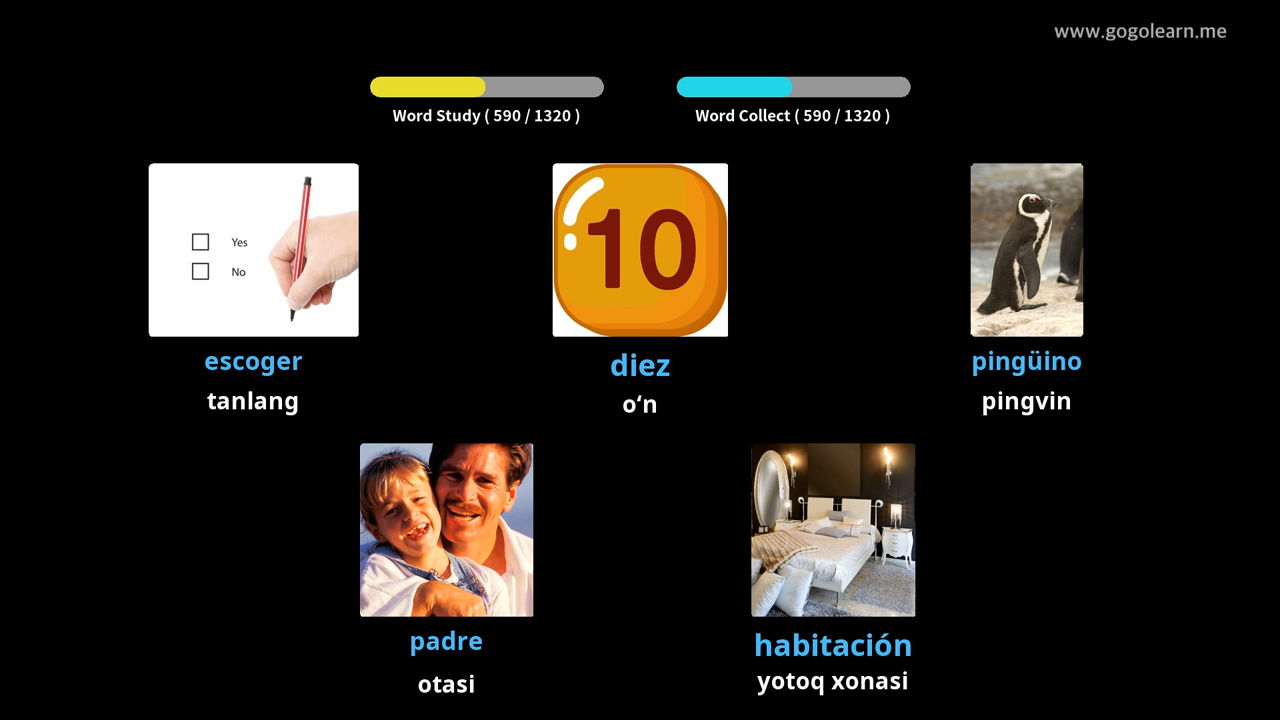 www.gogolearn.me
Word Study ( 590 / 1320 )
Word Collect ( 590 / 1320 )
Yes
No
10
escoger
diez
pingüino
tanlang
oʻn
pingvin
padre
habitación
otasi
yotoq xonasi